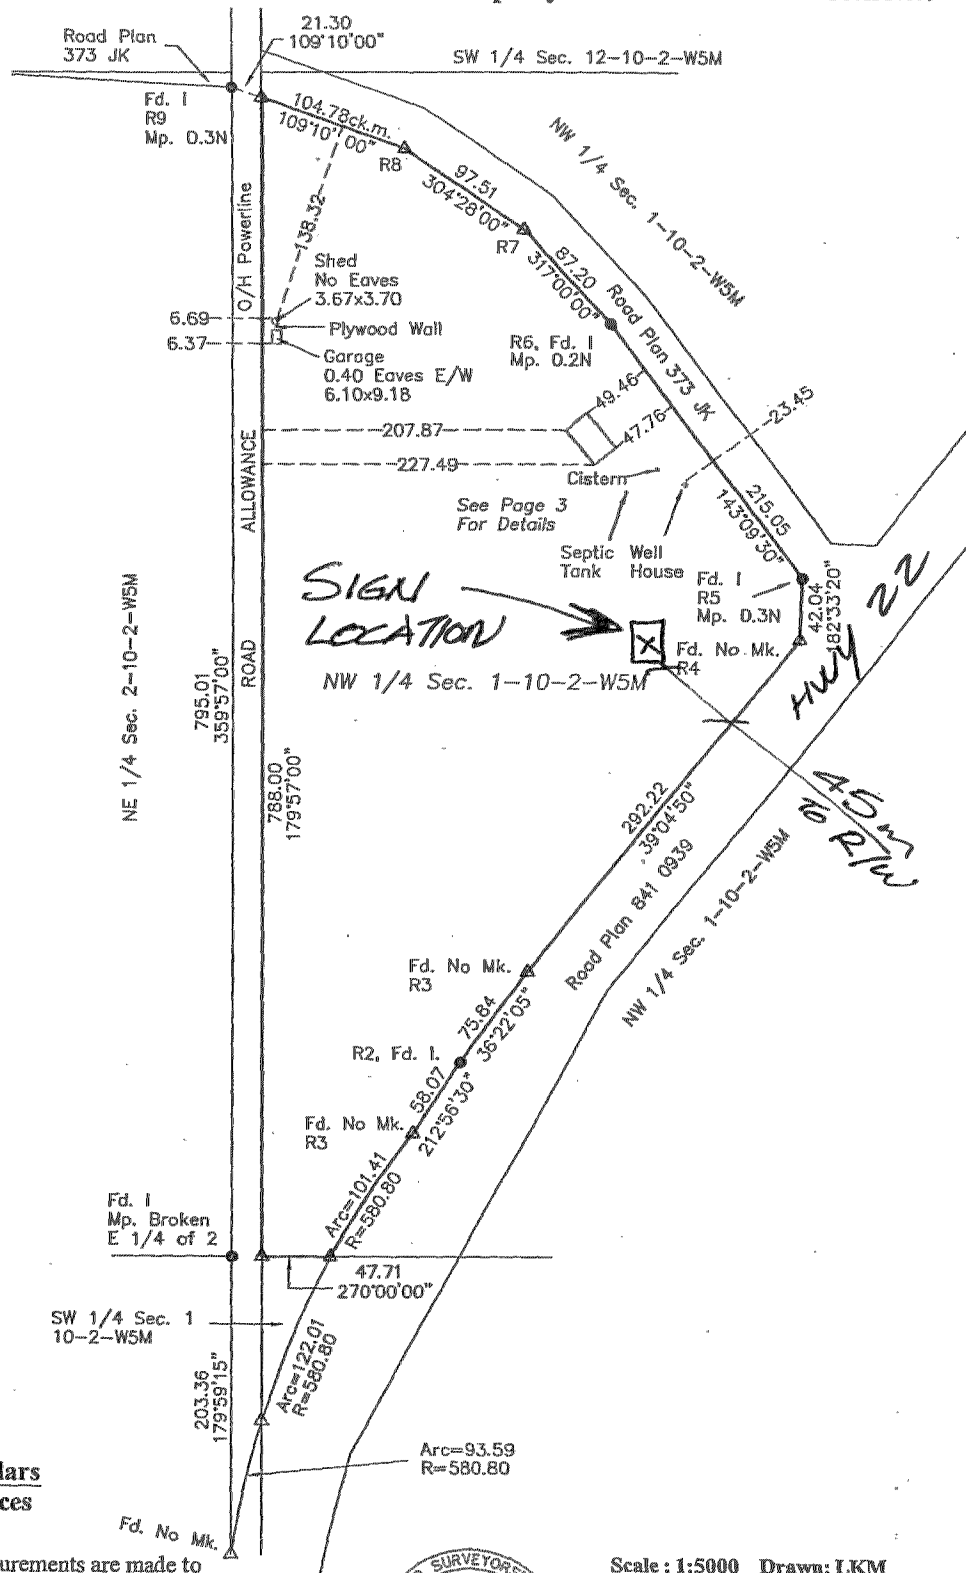 21.30
109°10'00"
Road Plan
373 JK
SW 1/4 Sec. 12-10-2-W5M
Fd. I
R9
Mp. 0.3N
104.78ck.m.
109°10'00"
R8
97.51
304°28'00"
R7
NW 1/4 Sec. 1-10-2-W5M
87.20
317°00'00"
Road Plan 373 JK
O/H Powerline
138.32
Shed
No Eaves
3.67x3.70
6.69
Plywood Wall
6.37
Garage
0.40 Eaves E/W
6.10x9.18
R6, Fd. I
Mp. 0.2N
49.46
47.76
23.45
207.87
227.49
ROAD ALLOWANCE
Cistern
See Page 3
For Details
Septic
Tank
Well
House
215.05
143°09'30"
Fd. I
R5
Mp. 0.3N
42.04
182°33'20"
HWY 22
SIGN
LOCATION
X
Fd. No Mk.
R4
NW 1/4 Sec. 1-10-2-W5M
NE 1/4 Sec. 2-10-2-W5M
795.01
359°57'00"
788.00
179°57'00"
45m
R/W
292.22
39°04'50"
Road Plan 841 0939
NW 1/4 Sec. 1-10-2-W5M
Fd. No Mk.
R3
75.84
36°22'05"
R2, Fd. I.
58.07
212°56'30"
Fd. No Mk.
R3
Arc=101.41
R=580.80
Fd. I
Mp. Broken
E 1/4 of 2
47.71
270°00'00"
SW 1/4 Sec. 1
10-2-W5M
Arc=122.01
R=580.80
203.36
179°59'15"
Arc=93.59
R=580.80
lars
ces
Fd. No Mk.
urements are made to
SURVEYORS
Scale : 1:5000 Drawn: LKM